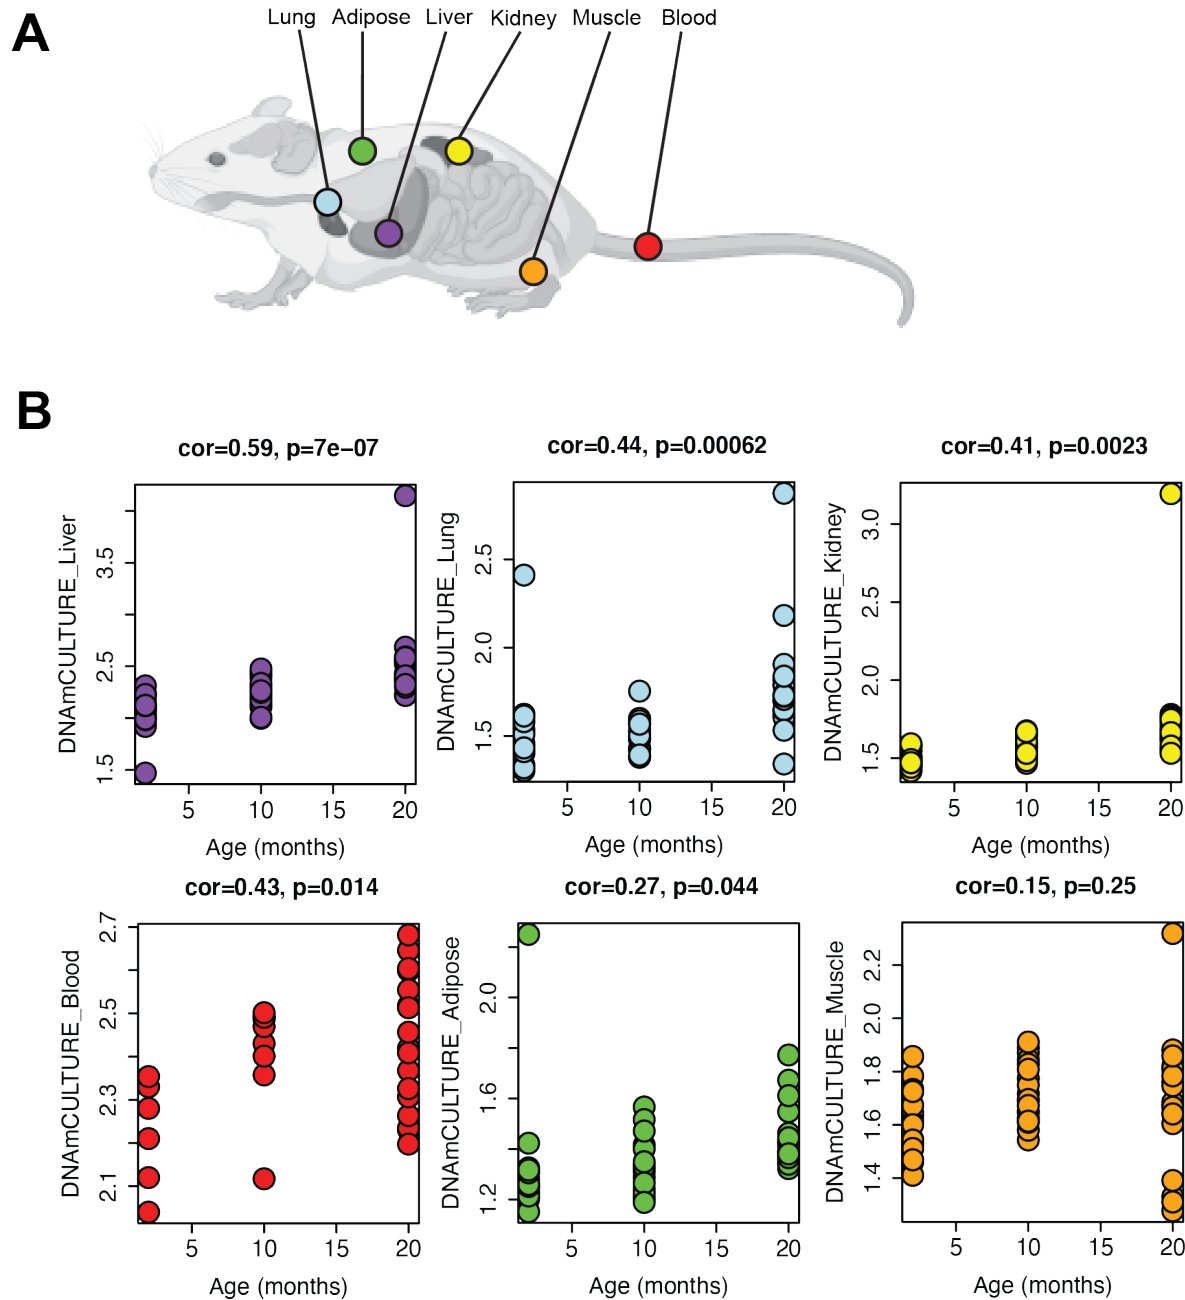 A
Lung Adipose Liver Kidney Muscle Blood
B
cor=0.59, p=7e−07
DNAmCULTURE_Liver
1.5 2.5 3.5
5 10 15 20
Age (months)
cor=0.44, p=0.00062
DNAmCULTURE_Lung
1.5 2.0 2.5
5 10 15 20
Age (months)
cor=0.41, p=0.0023
DNAmCULTURE_Kidney
1.5 2.0 2.5 3.0
5 10 15 20
Age (months)
cor=0.43, p=0.014
DNAmCULTURE_Blood
2.1 2.3 2.5 2.7
5 10 15 20
Age (months)
cor=0.27, p=0.044
DNAmCULTURE_Adipose
1.2 1.6 2.0
5 10 15 20
Age (months)
cor=0.15, p=0.25
DNAmCULTURE_Muscle
1.4 1.6 1.8 2.0 2.2
5 10 15 20
Age (months)